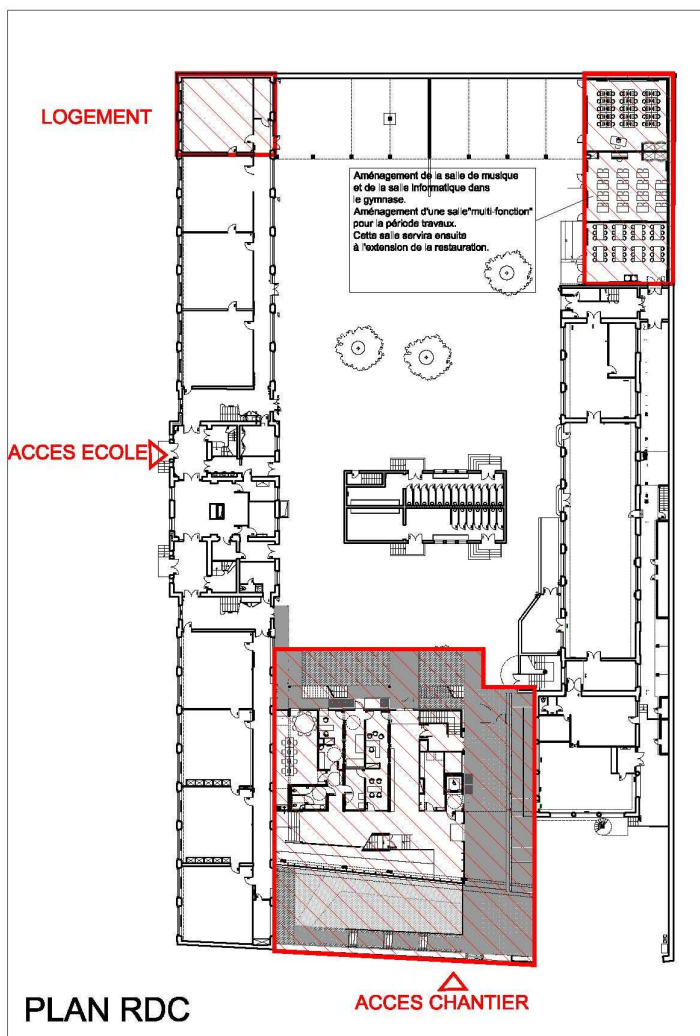 LOGEMENT
Aménagement de la salle de musique
et de la salle informatique dans
le gymnase.
Aménagement d'une salle"multi-fonction"
pour la période travaux.
Cette salle servira ensuite
à l'extension de la restauration.
ACCES ECOLE
ACCES CHANTIER
PLAN RDC